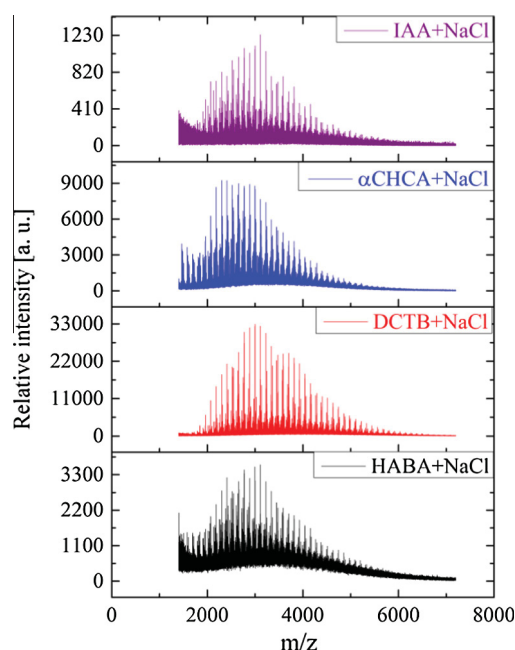 IAA+NaCl
1230
820
410
0
αCHCA+NaCl
9000
6000
3000
0
DCTB+NaCl
33000
22000
11000
0
HABA+NaCl
3300
2200
1100
0
Relative intensity [a. u.]
0 2000 4000 6000 8000
m/z